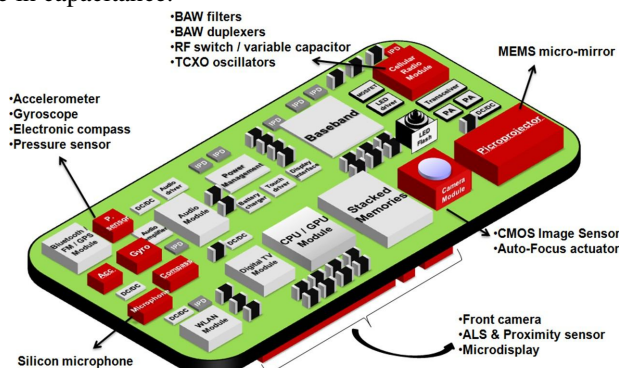 •BAW filters
•BAW duplexers
•RF switch / variable capacitor
•TCXO oscillators
MEMS micro-mirror
•Accelerometer
•Gyroscope
•Electronic compass
•Pressure sensor
IPD
Cellular
Radio
Module
MOSFET
LED
driver
Transceiver
PA
PA
DC/DC
IPD
IPD
IPD
Baseband
LED
Flash
Picroprojector
IPD
IPD
Power
Management
Display
interface
Touch
driver
Battery
charger
Audio
driver
DC/DC
Camera
Module
P.
sensor
Audio Module
Stacked
Memories
Bluetooth
FM / GPS
Module
Audio
Gyro
IPD
DC/DC
CPU / GPU
Module
•CMOS Image Sensor
•Auto-Focus actuator
Acc.
Compass
Digital TV
Module
DC/DC
Microphone
IPD
DC/DC
WLAN
Module
•Front camera
•ALS & Proximity sensor
•Microdisplay
Silicon microphone